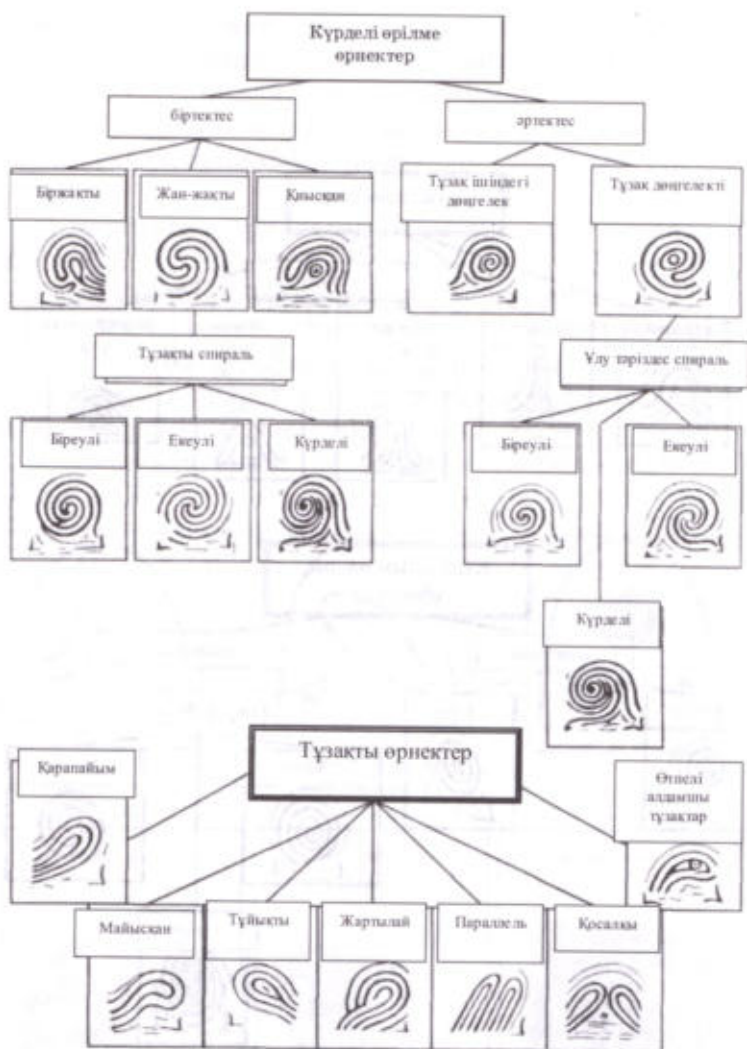 Күрделі өрілме
өрнектер
біртектес
әртектес
Біржақты
Жан-жақты
Қиысқан
Тұзақ ішіндегі
дөңгелек
Тұзақ дөңгелекті
Тұзақты спираль
Ұлу тәріздес спираль
Біреулі
Екеулі
Күрделі
Біреулі
Екеулі
Күрделі
Тұзақты өрнектер
Қарапайым
Өтпелі
алдамшы
тұзақтар
Майысқан
Тұйықты
Жартылай
Параллель
Қосалқы